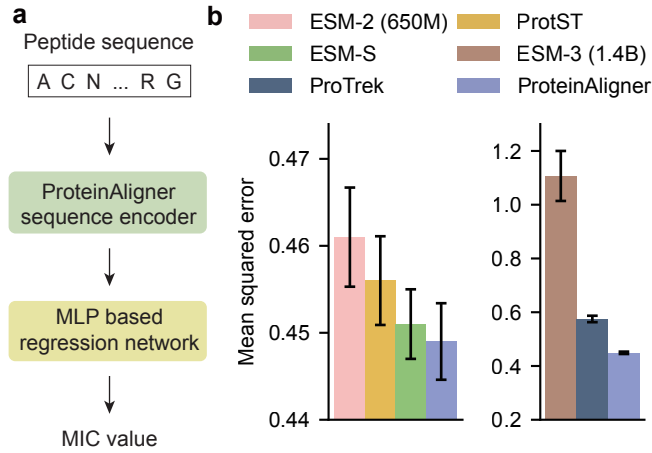 a
Peptide sequence
A C N ... R G
ProteinAligner
sequence encoder
MLP based
regression network
MIC value
b
ESM-2 (650M)
ProtST
ESM-S
ESM-3 (1.4B)
ProTrek
ProteinAligner
Mean squared error
0.47
0.46
0.45
0.44
1.2
1.0
0.8
0.6
0.4
0.2